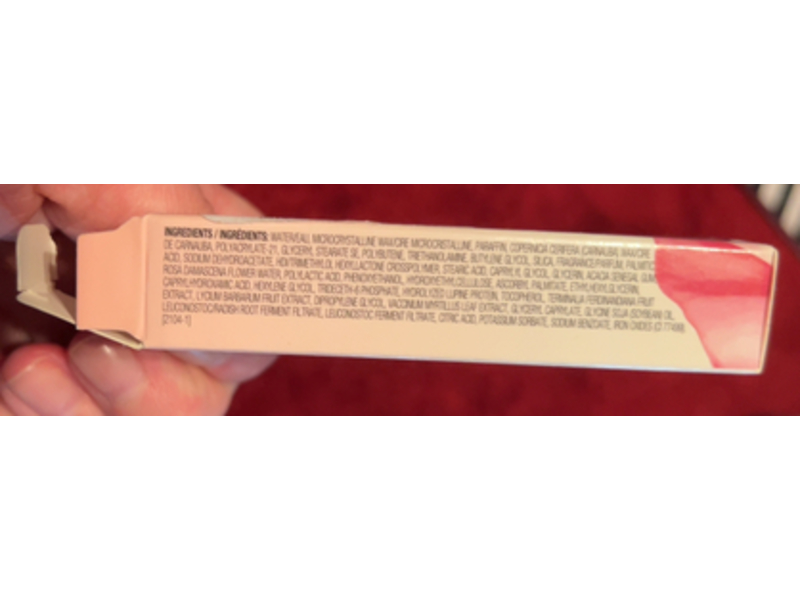 INGREDIENTS / INGRÉDIENTS: WATER/EAU, MICROCRYSTALLINE WAX/CIRE MICROCRISTALLINE, PARAFFIN, COPERNICIA CERIFERA (CARNAUBA) WAX/CIRE
DE CARNAUBA, POLYACRYLATE-21, GLYCERYL STEARATE SE, POLYBUTENE, TRIETHANOLAMINE, BUTYLENE GLYCOL, SILICA, FRAGRANCE/PARFUM, PALMITIC
ACID, SODIUM DEHYDROACETATE, HDI/TRIMETHYLOL HEXYLLACTONE CROSSPOLYMER, STEARIC ACID, CAPRYLYL GLYCOL, GLYCERIN, ACACIA SENEGAL GUM,
ROSA DAMASCENA FLOWER WATER, POLYLACTIC ACID, PHENOXYETHANOL, HYDROXYETHYLCELLULOSE, ASCORBYL PALMITATE, ETHYLHEXYLGLYCERIN,
CAPRYLHYDROXAMIC ACID, HEXYLENE GLYCOL, TRIDECETH-6 PHOSPHATE, HYDROLYZED LUPINE PROTEIN, TOCOPHEROL, TERMINALIA FERDINANDIANA FRUIT
EXTRACT, LYCIUM BARBARUM FRUIT EXTRACT, DIPROPYLENE GLYCOL, VACCINIUM MYRTILLUS LEAF EXTRACT, GLYCERYL CAPRYLATE, GLYCINE SOJA (SOYBEAN) OIL,
LEUCONOSTOC/RADISH ROOT FERMENT FILTRATE, LEUCONOSTOC FERMENT FILTRATE, CITRIC ACID, POTASSIUM SORBATE, SODIUM BENZOATE, IRON OXIDES (CI 77499)
[2104-1]